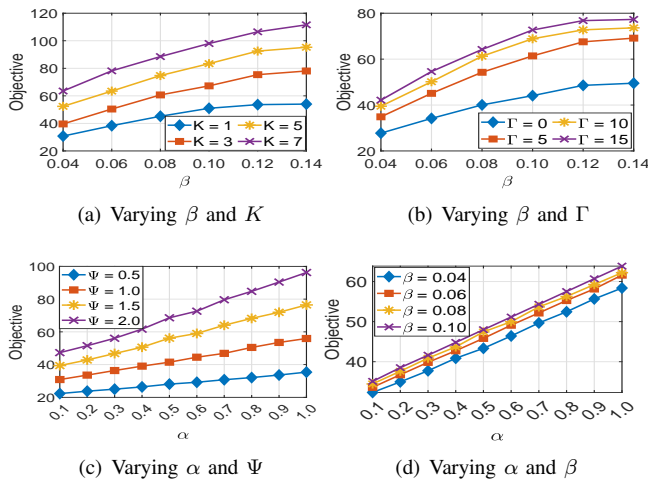 120
100
80
60
40
20
Objective
K = 1
K = 5
K = 3
K = 7
0.04
0.06
0.08
0.10
0.12
0.14
β
(a) Varying β and K
80
60
40
20
Objective
Γ = 0
Γ = 10
Γ = 5
Γ = 15
0.04
0.06
0.08
0.10
0.12
0.14
β
(b) Varying β and Γ
100
80
60
40
20
Objective
Ψ = 0.5
Ψ = 1.0
Ψ = 1.5
Ψ = 2.0
0.1
0.2
0.3
0.4
0.5
0.6
0.7
0.8
0.9
1.0
α
(c) Varying α and Ψ
60
50
40
Objective
β = 0.04
β = 0.06
β = 0.08
β = 0.10
0.1
0.2
0.3
0.4
0.5
0.6
0.7
0.8
0.9
1.0
α
(d) Varying α and β